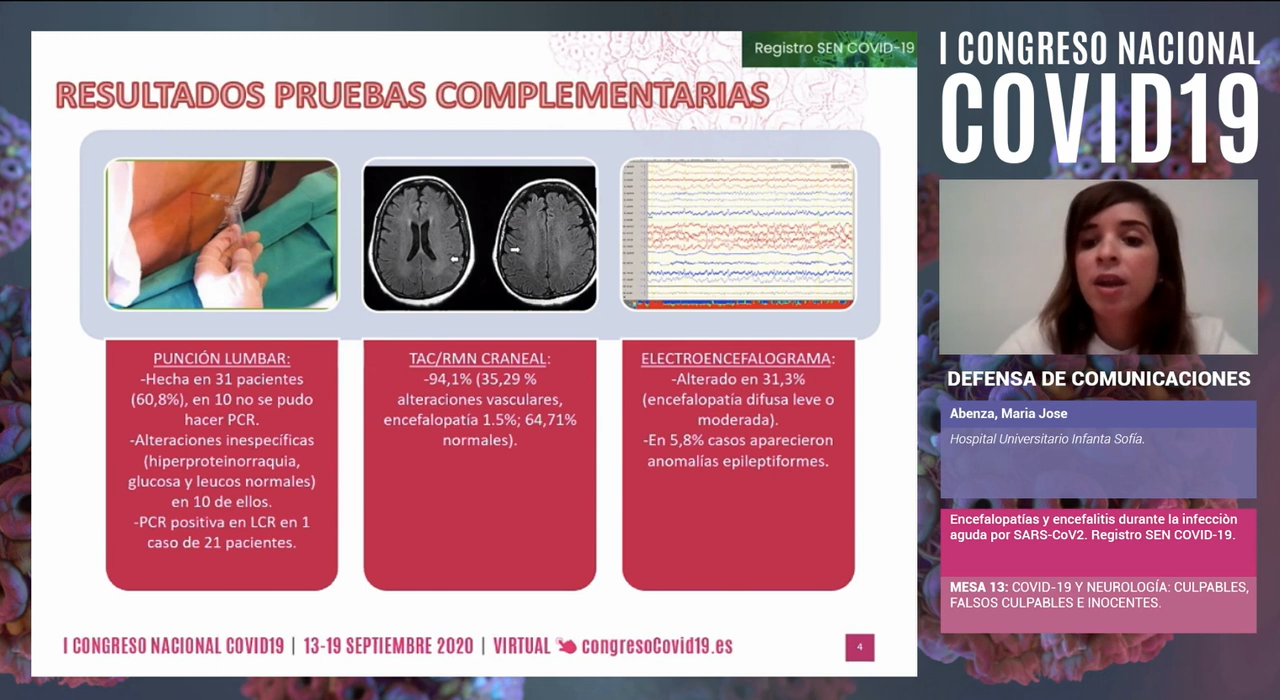 Registro SEN COVID-19
RESULTADOS PRUEBAS COMPLEMENTARIAS
PUNCIÓN LUMBAR:
-Hecha en 31 pacientes
(60,8%), en 10 no se pudo
hacer PCR.
-Alteraciones inespecíficas
(hiperproteinorraquia,
glucosa y leucos normales)
en 10 de ellos.
-PCR positiva en LCR en 1
caso de 21 pacientes.
TAC/RMN CRANEAL:
-94,1% (35,29 %
alteraciones vasculares,
encefalopatía 1.5%; 64,71%
normales).
ELECTROENCEFALOGRAMA:
-Alterado en 31,3%
(encefalopatía difusa leve o
moderada).
-En 5,8% casos aparecieron
anomalías epileptiformes.
I CONGRESO NACIONAL COVID19 | 13-19 SEPTIEMBRE 2020 | VIRTUAL congresoCovid19.es
4
I CONGRESO NACIONAL
COVID19
DEFENSA DE COMUNICACIONES
Abenza, Maria Jose
Hospital Universitario Infanta Sofía.
Encefalopatías y encefalitis durante la infecciòn
aguda por SARS-CoV2. Registro SEN COVID-19.
MESA 13: COVID-19 Y NEUROLOGÍA: CULPABLES,
FALSOS CULPABLES E INOCENTES.